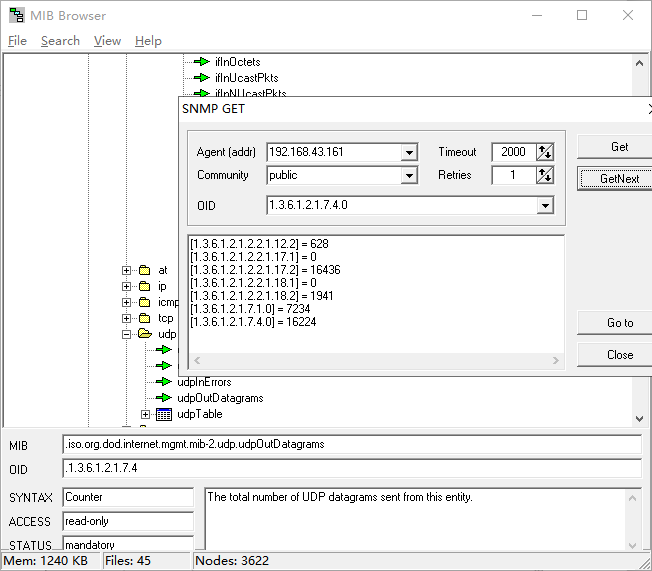 MIB Browser
File Search View Help
ifInOctets
ifInUcastPkts
ifInNUcastPkts
SNMP GET
Agent (addr) 192.168.43.161 Timeout 2000 Get
Community public Retries 1 GetNext
OID 1.3.6.1.2.1.7.4.0
[1.3.6.1.2.1.2.2.1.12.2] = 628
[1.3.6.1.2.1.2.2.1.17.1] = 0
[1.3.6.1.2.1.2.2.1.17.2] = 16436
[1.3.6.1.2.1.2.2.1.18.1] = 0
[1.3.6.1.2.1.2.2.1.18.2] = 1941
[1.3.6.1.2.1.7.1.0] = 7234
[1.3.6.1.2.1.7.4.0] = 16224
Go to
Close
at
ip
icmp
tcp
udp
udpInErrors
udpOutDatagrams
udpTable
MIB .iso.org.dod.internet.mgmt.mib-2.udp.udpOutDatagrams
OID .1.3.6.1.2.1.7.4
SYNTAX Counter The total number of UDP datagrams sent from this entity.
ACCESS read-only
STATUS mandatory
Mem: 1240 KB Files: 45 Nodes: 3622